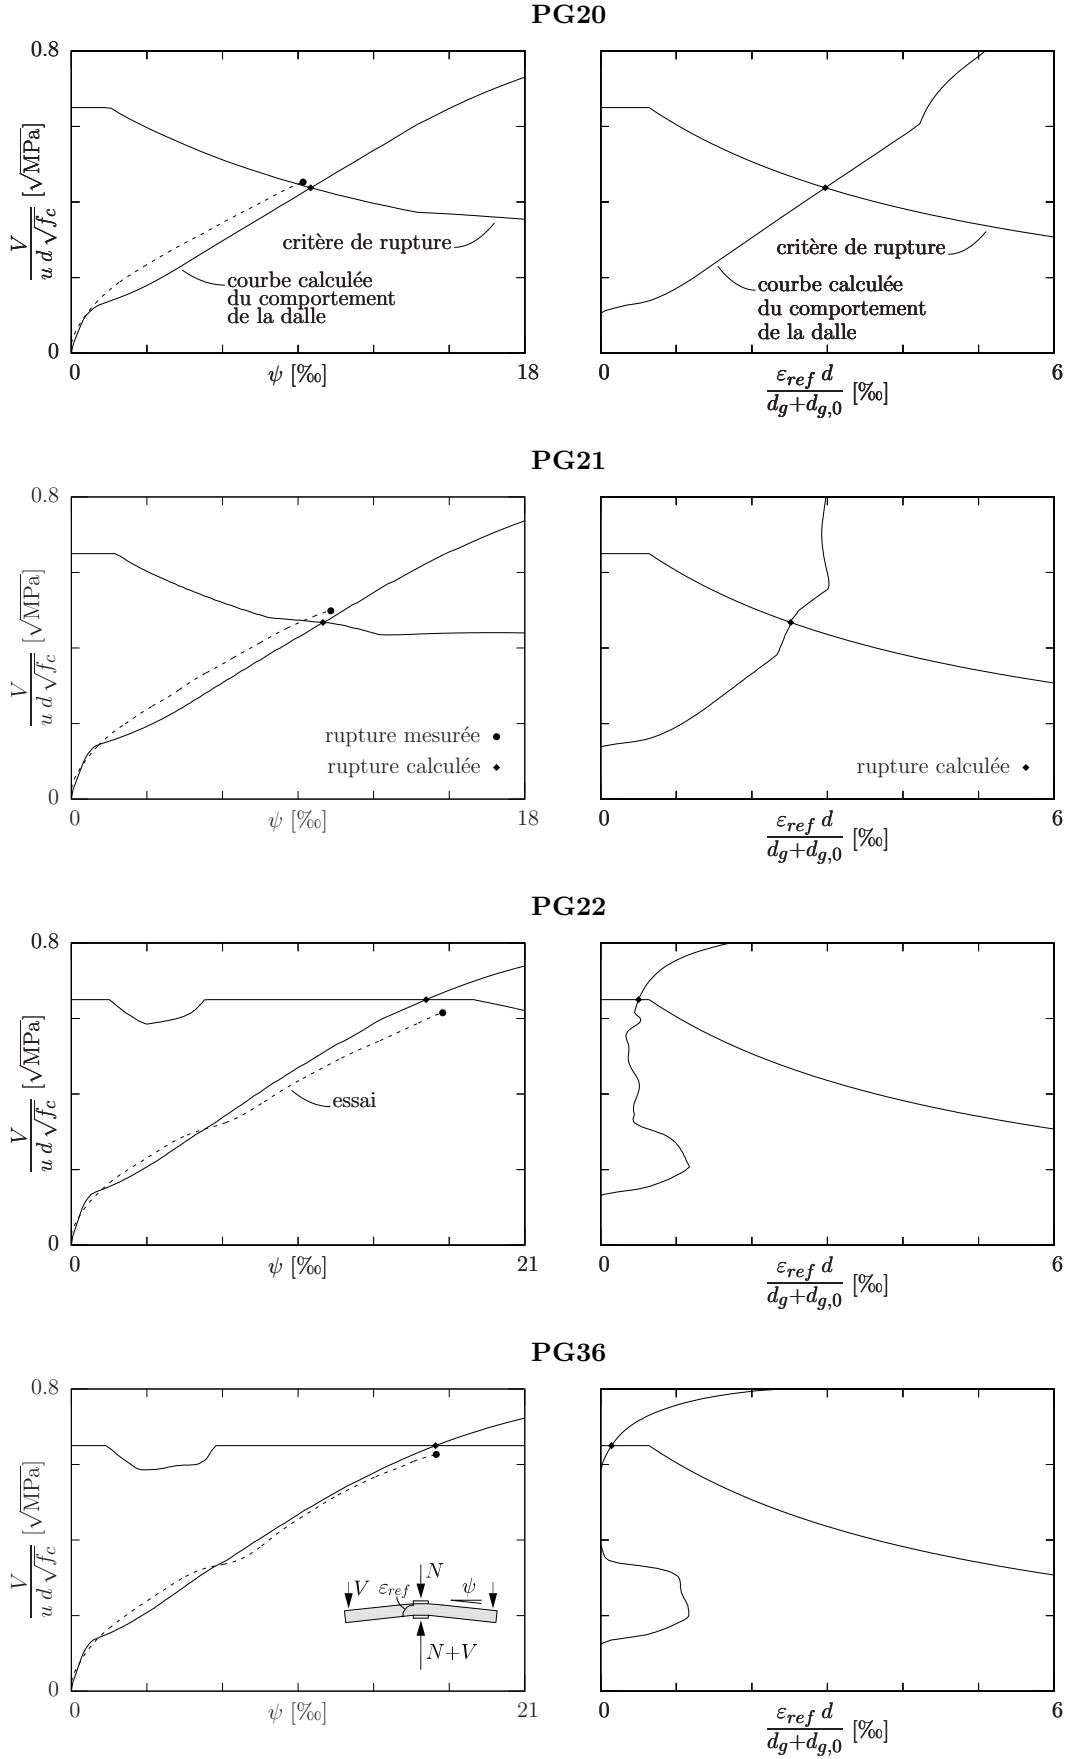 PG20
0.8
V / u d √f_c [√MPa]
critère de rupture
courbe calculée
du comportement
de la dalle
0
0
ψ [‰]
18
critère de rupture
courbe calculée
du comportement
de la dalle
0
ε_ref d / d_g+d_g,0 [‰]
6
PG21
0.8
V / u d √f_c [√MPa]
rupture mesurée
rupture calculée
0
0
ψ [‰]
18
rupture calculée
0
ε_ref d / d_g+d_g,0 [‰]
6
PG22
0.8
V / u d √f_c [√MPa]
essai
0
0
ψ [‰]
21
0
ε_ref d / d_g+d_g,0 [‰]
6
PG36
0.8
V / u d √f_c [√MPa]
N
V ε_ref ψ
N+V
0
0
ψ [‰]
21
0
ε_ref d / d_g+d_g,0 [‰]
6